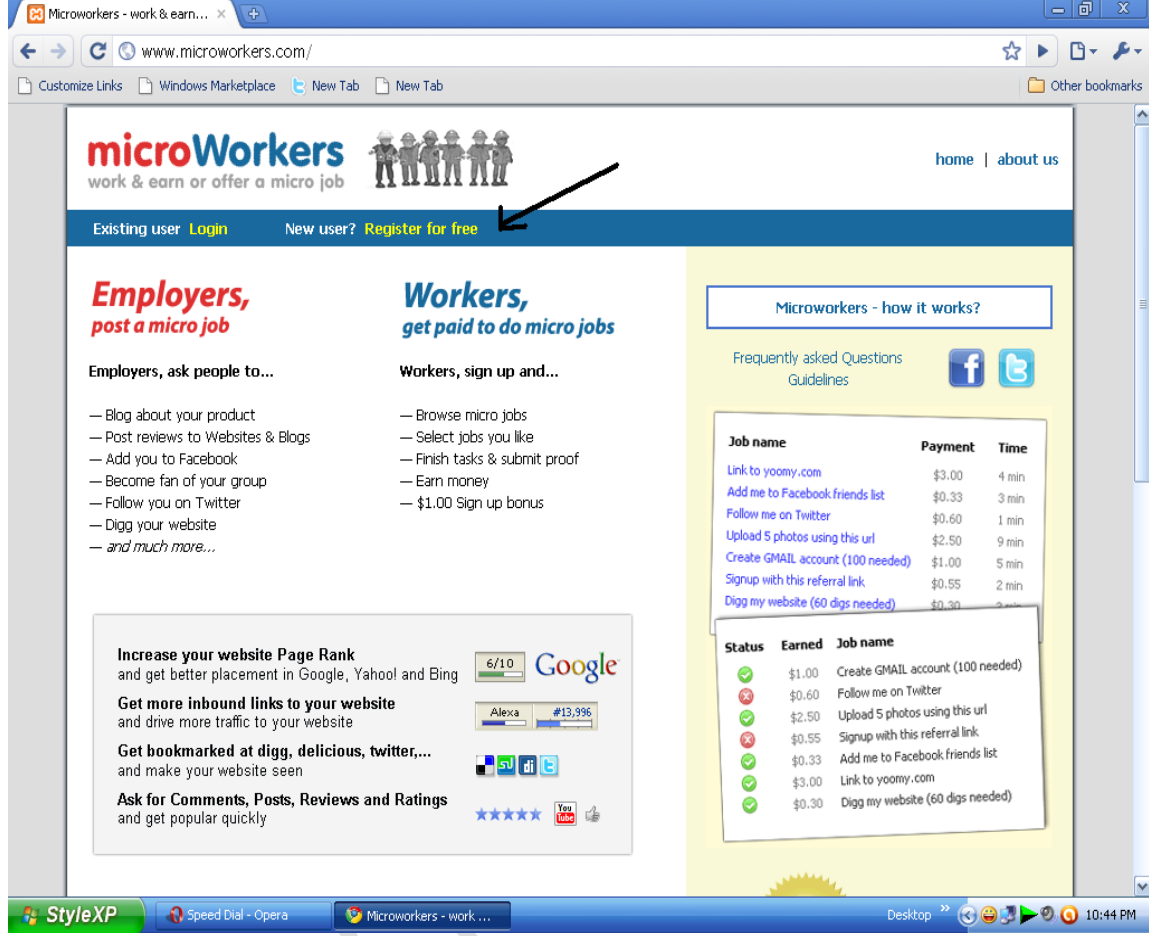 Microworkers - work & earn...
www.microworkers.com/
Customize Links Windows Marketplace New Tab New Tab Other bookmarks
microWorkers
work & earn or offer a micro job
home | about us
Existing user Login New user? Register for free
Employers,
post a micro job
Employers, ask people to...
— Blog about your product
— Post reviews to Websites & Blogs
— Add you to Facebook
— Become fan of your group
— Follow you on Twitter
— Digg your website
— and much more...
Workers,
get paid to do micro jobs
Workers, sign up and...
— Browse micro jobs
— Select jobs you like
— Finish tasks & submit proof
— Earn money
— $1.00 Sign up bonus
Increase your website Page Rank
and get better placement in Google, Yahoo! and Bing
6/10 Google
Get more inbound links to your website
and drive more traffic to your website
Alexa #13,996
Get bookmarked at digg, delicious, twitter,...
and make your website seen
Ask for Comments, Posts, Reviews and Ratings
and get popular quickly
You Tube
Microworkers - how it works?
Frequently asked Questions
Guidelines
Job name Payment Time
Link to yoomy.com $3.00 4 min
Add me to Facebook friends list $0.33 3 min
Follow me on Twitter $0.60 1 min
Upload 5 photos using this url $2.50 9 min
Create GMAIL account (100 needed) $1.00 5 min
Signup with this referral link $0.55 2 min
Digg my website (60 digs needed) $0.30
Status Earned Job name
$1.00 Create GMAIL account (100 needed)
$0.60 Follow me on Twitter
$2.50 Upload 5 photos using this url
$0.55 Signup with this referral link
$0.33 Add me to Facebook friends list
$3.00 Link to yoomy.com
$0.30 Digg my website (60 digs needed)
StyleXP Speed Dial - Opera Microworkers - work ... Desktop 10:44 PM